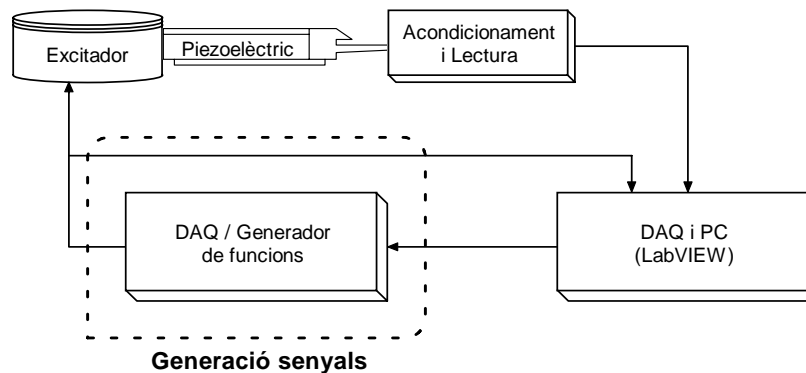 Excitador
Piezoelèctric
Acondicionament
i Lectura
DAQ / Generador
de funcions
DAQ i PC
(LabVIEW)
Generació senyals